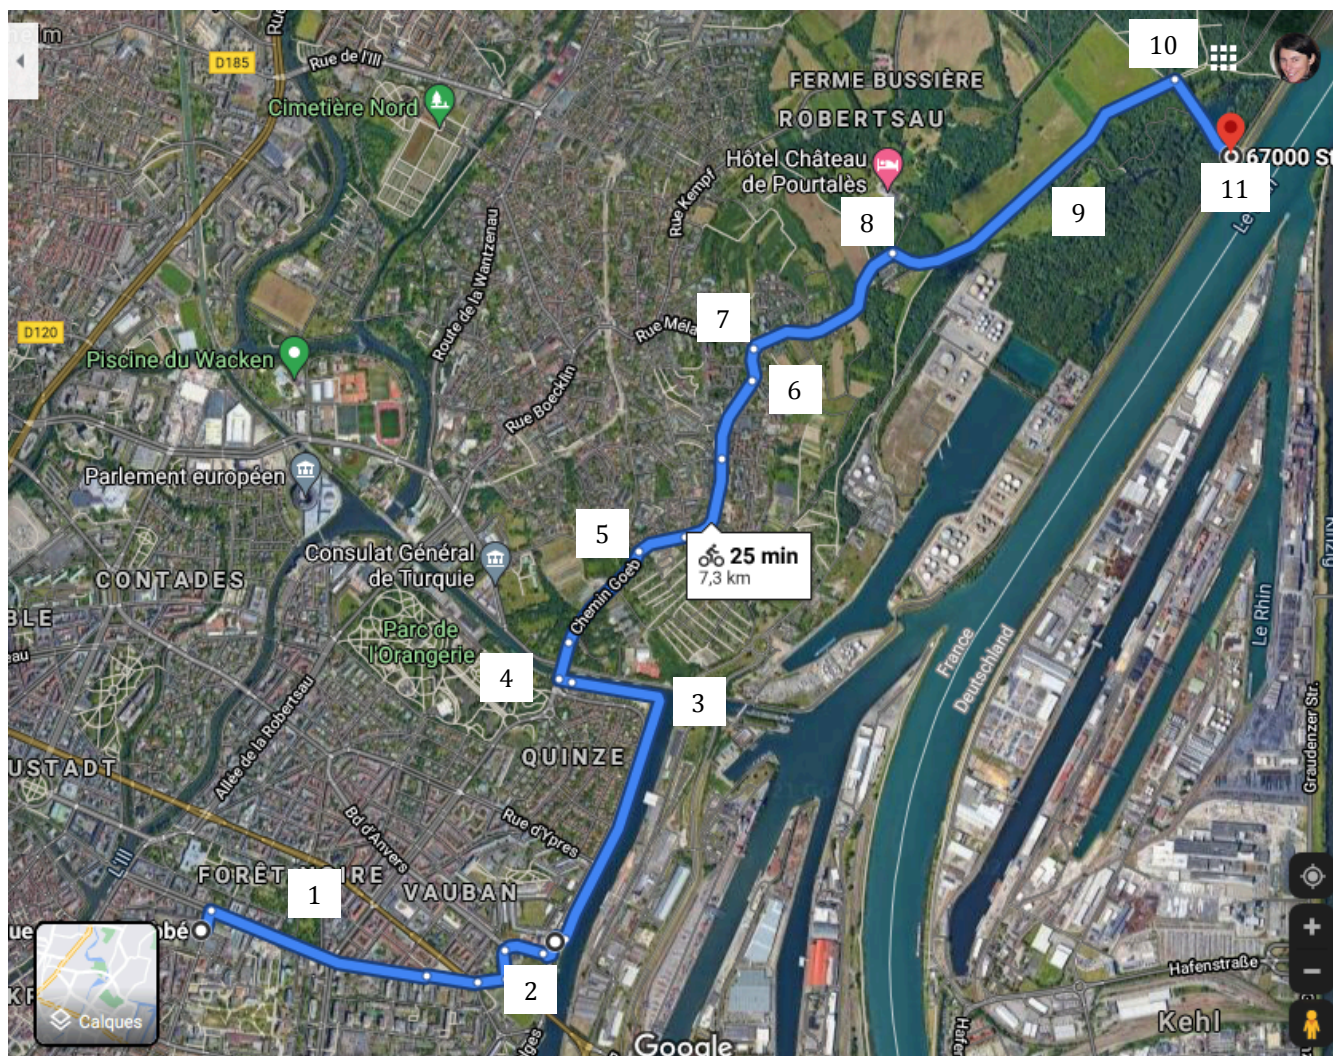 10
Rue de l'Ill
D185
FERME BUSSIÈRE
Cimetière Nord
ROBERTSAU
Hôtel Château
de Pourtalès
67000 St
11
Rue Kempf
8
9
Route de la Wantzenau
7
Rue Méla
D120
Piscine du Wacken
6
Rue Boecklin
Parlement européen
5
Kinzig
25 min
7,3 km
Consulat Général
de Turquie
CONTADES
Chemin Goeb
Le Rhin
BLE
Parc de
l'Orangerie
France
Deutschland
eau
4
3
Allée de la Robertsau
Graudenzer Str.
QUINZE
USTADT
Bd d'Anvers
Rue d'Ypres
L'Ill
FORÊT
IRE
1
VAUBAN
ue
bé
2
Hafenstraße
Calques
Kehl
Google